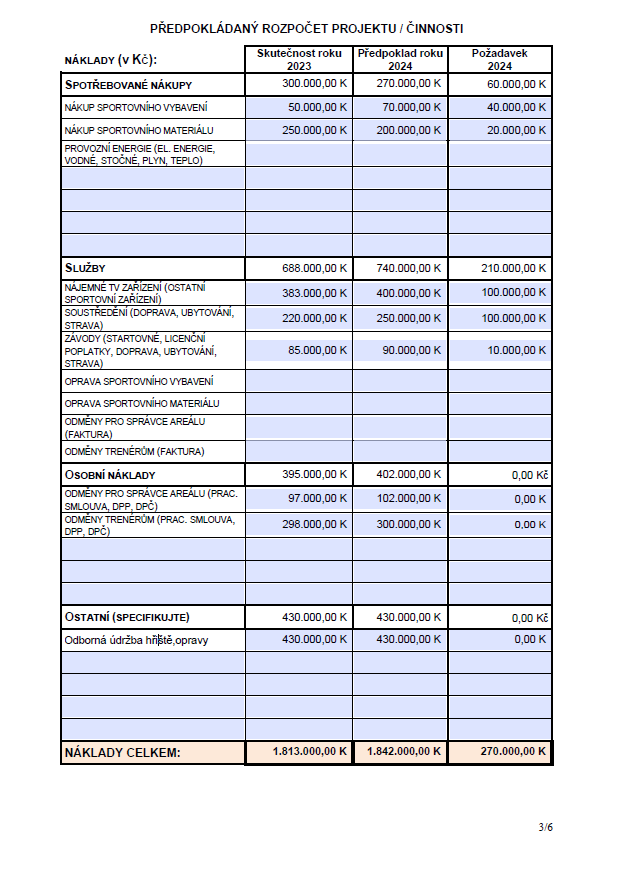 PŘEDPOKLÁDANÝ ROZPOČET PROJEKTU / ČINNOSTI
NÁKLADY (V KČ): Skutečnost roku 2023 Předpoklad roku 2024 Požadavek 2024
SPOTŘEBOVANÉ NÁKUPY 300.000,00 K 270.000,00 K 60.000,00 K
NÁKUP SPORTOVNÍHO VYBAVENÍ 50.000,00 K 70.000,00 K 40.000,00 K
NÁKUP SPORTOVNÍHO MATERIÁLU 250.000,00 K 200.000,00 K 20.000,00 K
PROVOZNÍ ENERGIE (EL. ENERGIE,
VODNÉ, STOČNÉ, PLYN, TEPLO)
SLUŽBY 688.000,00 K 740.000,00 K 210.000,00 K
NÁJEMNÉ TV ZAŘÍZENÍ (OSTATNÍ
SPORTOVNÍ ZAŘÍZENÍ) 383.000,00 K 400.000,00 K 100.000,00 K
SOUSTŘEDĚNÍ (DOPRAVA, UBYTOVÁNÍ,
STRAVA) 220.000,00 K 250.000,00 K 100.000,00 K
ZÁVODY (STARTOVNÉ, LICENČNÍ
POPLATKY, DOPRAVA, UBYTOVÁNÍ,
STRAVA) 85.000,00 K 90.000,00 K 10.000,00 K
OPRAVA SPORTOVNÍHO VYBAVENÍ
OPRAVA SPORTOVNÍHO MATERIÁLU
ODMĚNY PRO SPRÁVCE AREÁLU
(FAKTURA)
ODMĚNY TRENÉRŮM (FAKTURA)
OSOBNÍ NÁKLADY 395.000,00 K 402.000,00 K 0,00 Kč
ODMĚNY PRO SPRÁVCE AREÁLU (PRAC.
SMLOUVA, DPP, DPČ) 97.000,00 K 102.000,00 K 0,00 K
ODMĚNY TRENÉRŮM (PRAC. SMLOUVA,
DPP, DPČ) 298.000,00 K 300.000,00 K 0,00 K
OSTATNÍ (SPECIFIKUJTE) 430.000,00 K 430.000,00 K 0,00 Kč
Odborná údržba hřiště,opravy 430.000,00 K 430.000,00 K 0,00 K
NÁKLADY CELKEM: 1.813.000,00 K 1.842.000,00 K 270.000,00 K
3/6